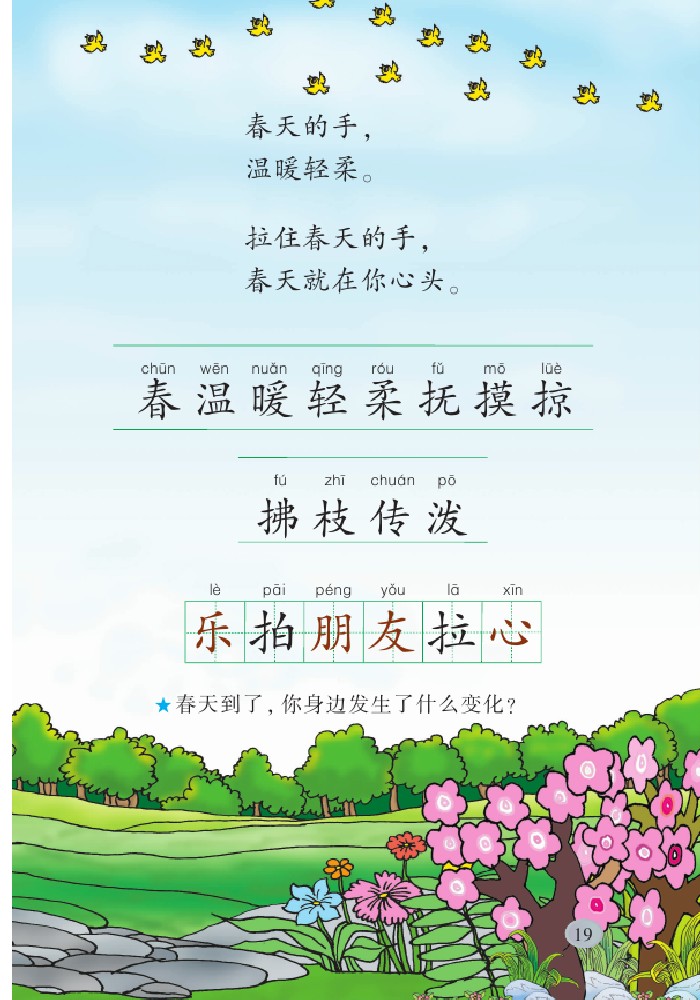 春天的手，
温暖轻柔。
拉住春天的手，
春天就在你心头。
chūn wēn nuǎn qīng róu fǔ mō lüè
春温暖轻柔抚摸掠
fú zhī chuán pō
拂枝传泼
lè pāi péng yǒu lā xīn
乐拍朋友拉心
★春天到了，你身边发生了什么变化？
19